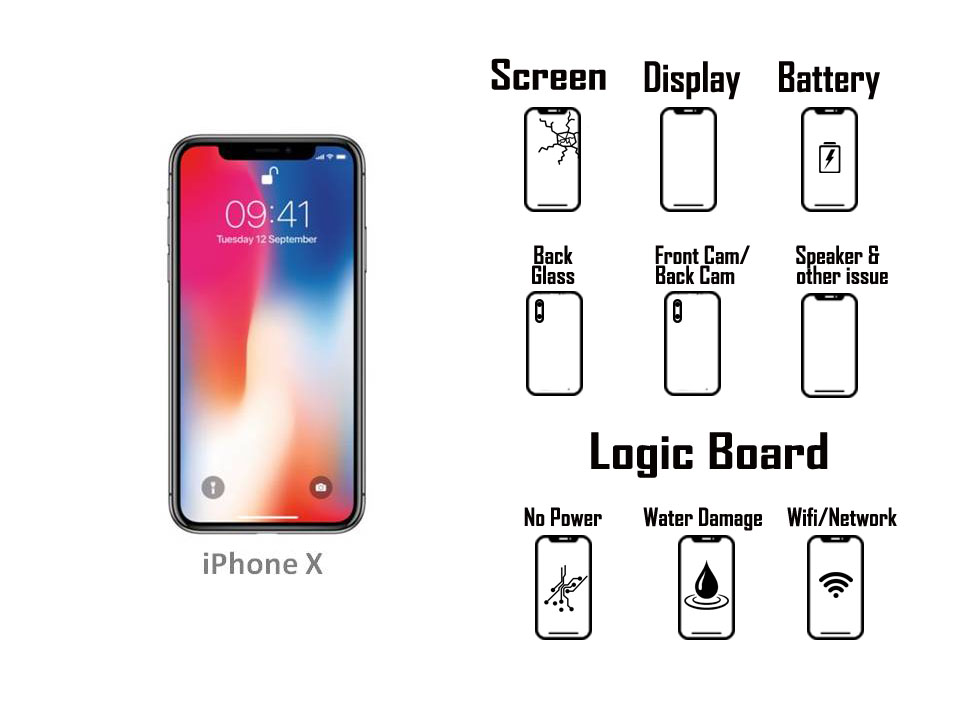 09:41
Tuesday 12 September
iPhone X
Screen
Display
Battery
Back
Glass
Front Cam/
Back Cam
Speaker &
other issue
Logic Board
No Power
Water Damage
Wifi/Network